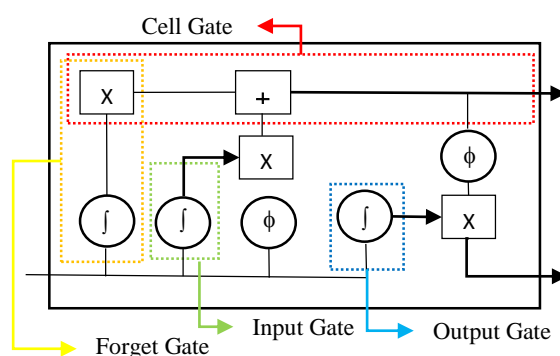 Cell Gate
X
+
X
ϕ
∫
∫
ϕ
∫
X
Input Gate
Output Gate
Forget Gate